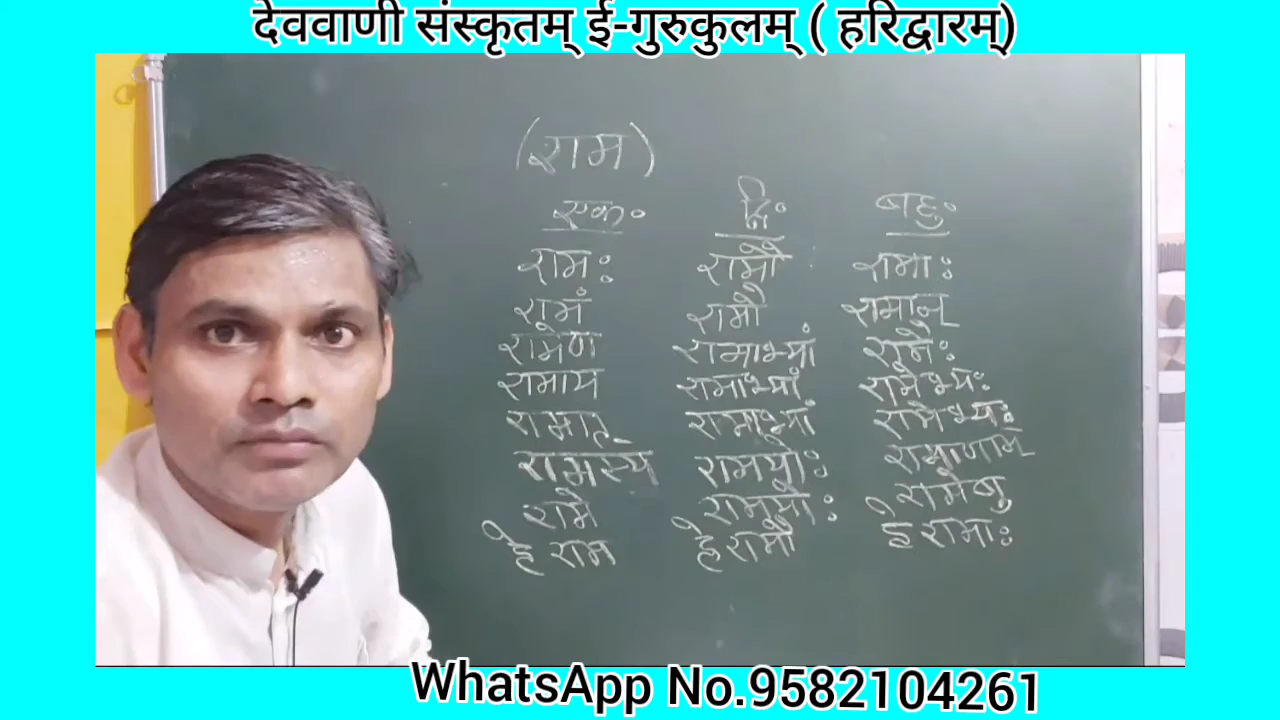 देववाणी संस्कृतम् ई-गुरुकुलम् ( हरिद्वारम्)
(राम)
एक० द्वि० बहु०
रामः रामौ रामाः
रामं रामौ रामान्
रामेण रामाभ्यां रामैः
रामाय रामाभ्यां रामेभ्यः
रामात् रामाभ्यां रामेभ्यः
रामस्य रामयोः रामाणाम्
रामे रामयोः रामेषु
हे राम हे रामौ हे रामाः
WhatsApp No.9582104261